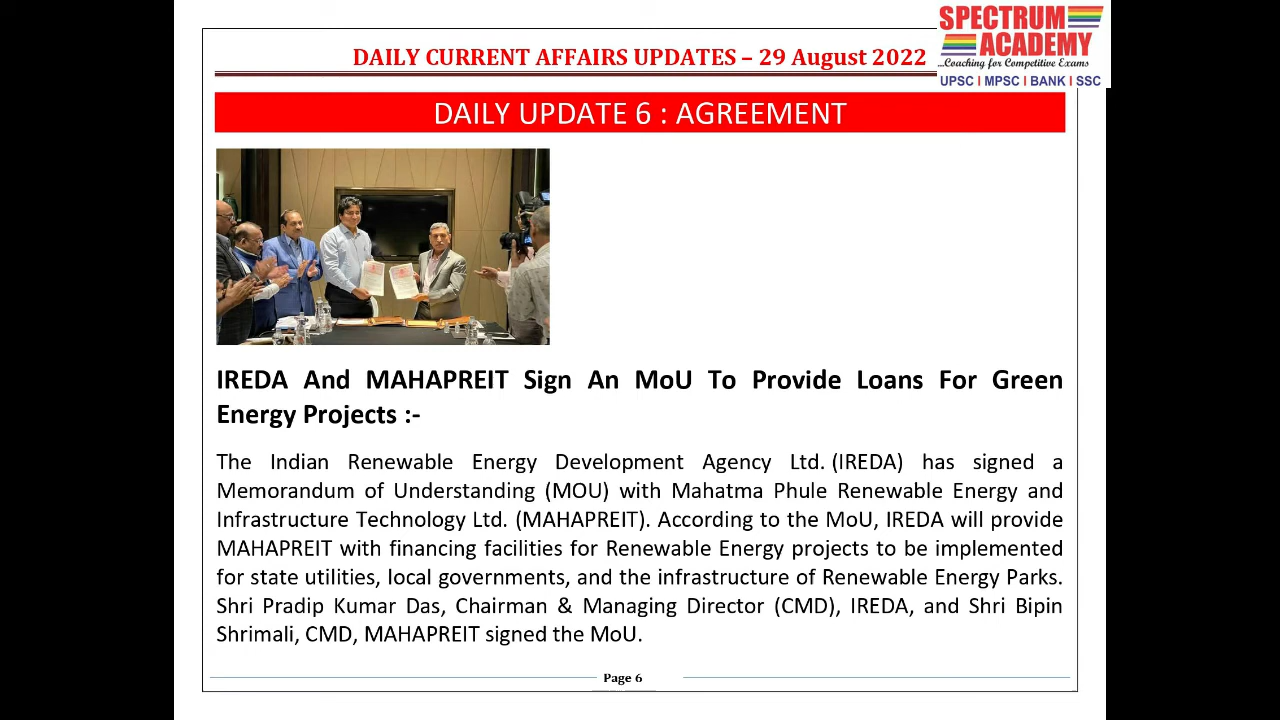 SPECTRUM
ACADEMY
...Coaching for Competitive Exams
UPSC I MPSC I BANK I SSC
DAILY CURRENT AFFAIRS UPDATES – 29 August 2022
DAILY UPDATE 6 : AGREEMENT
IREDA And MAHAPREIT Sign An MoU To Provide Loans For Green
Energy Projects :-
The Indian Renewable Energy Development Agency Ltd. (IREDA) has signed a
Memorandum of Understanding (MOU) with Mahatma Phule Renewable Energy and
Infrastructure Technology Ltd. (MAHAPREIT). According to the MoU, IREDA will provide
MAHAPREIT with financing facilities for Renewable Energy projects to be implemented
for state utilities, local governments, and the infrastructure of Renewable Energy Parks.
Shri Pradip Kumar Das, Chairman & Managing Director (CMD), IREDA, and Shri Bipin
Shrimali, CMD, MAHAPREIT signed the MoU.
Page 6